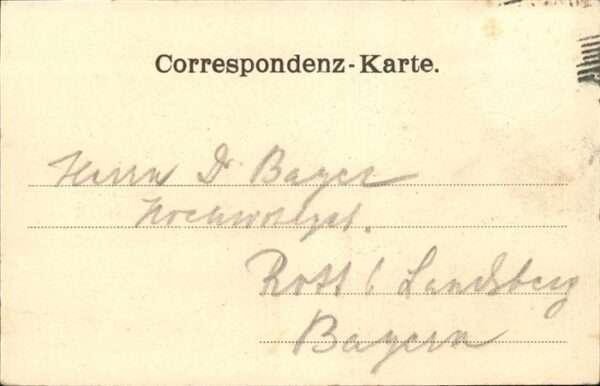 Correspondenz-Karte.
Herrn Dr Bayer
Hochwohlgeb.
Rott b/ Landsberg
Bayern